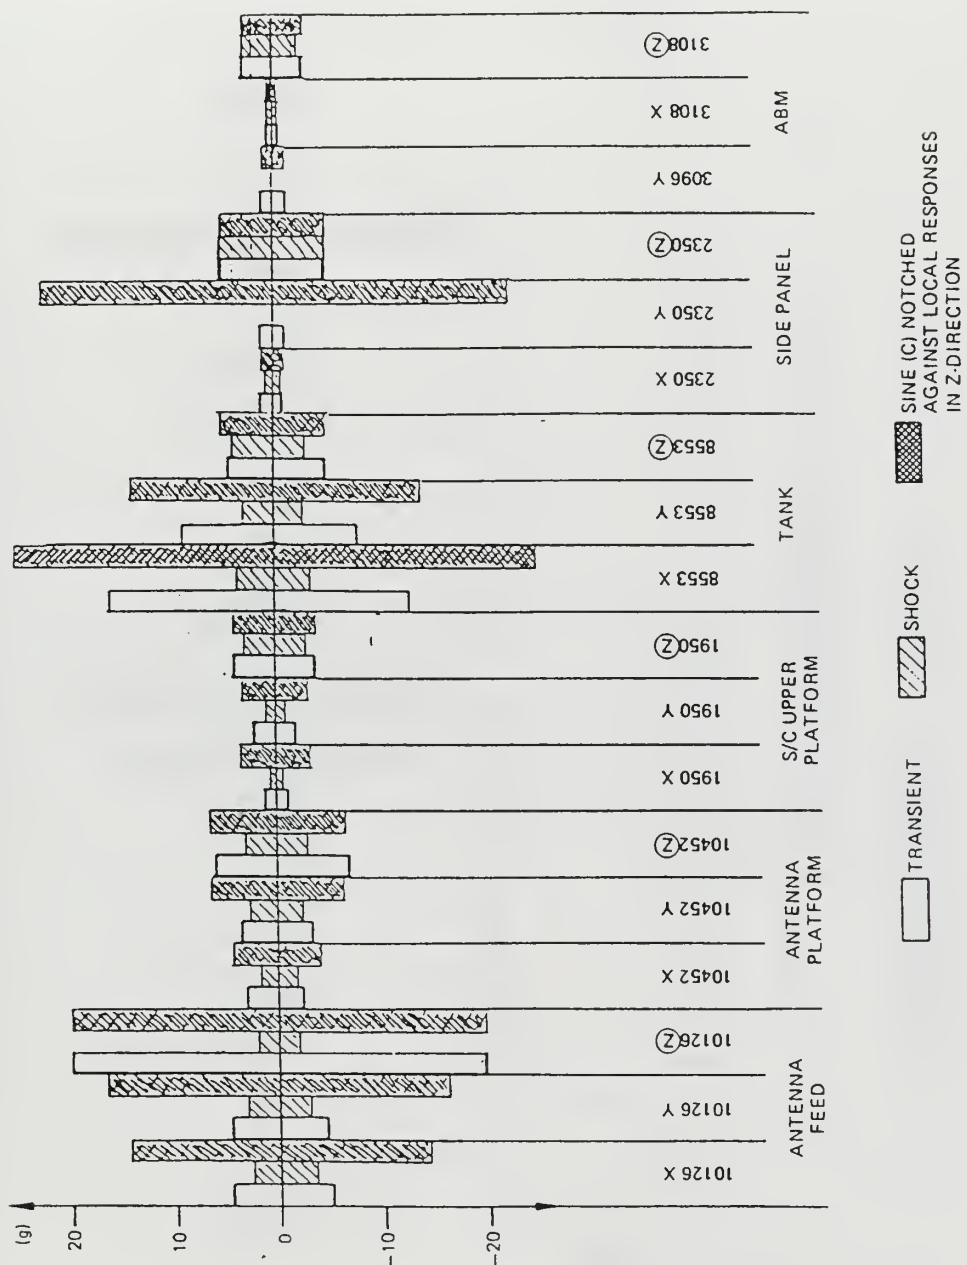 (g)
20
10
0
-10
-20
10126 X
10126 Y
10126 Z
10452 X
10452 Y
10452 Z
1950 X
1950 Y
1950 Z
8553 X
8553 Y
8553 Z
2350 X
2350 Y
2350 Z
3096 Y
3108 X
3108 Z
ANTENNA
FEED
ANTENNA
PLATFORM
S/C UPPER
PLATFORM
TANK
SIDE PANEL
ABM
TRANSIENT
SHOCK
SINE (C) NOTCHED
AGAINST LOCAL RESPONSES
IN Z-DIRECTION